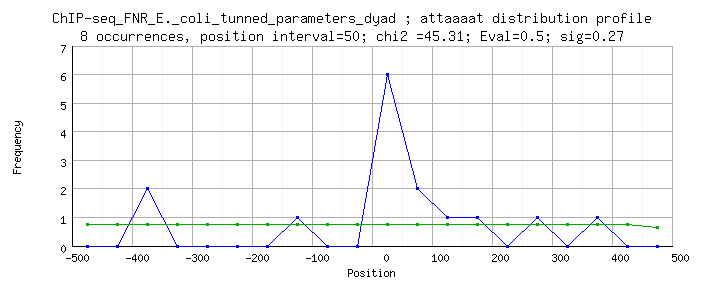 ChIP-seq_FNR_E._coli_tunned_parameters_dyad ; attaaaat distribution profile
8 occurrences, position interval=50; chi2 =45.31; Eval=0.5; sig=0.27
7
6
5
4
3
2
1
0
Frequency
-500 -400 -300 -200 -100 0 100 200 300 400 500
Position